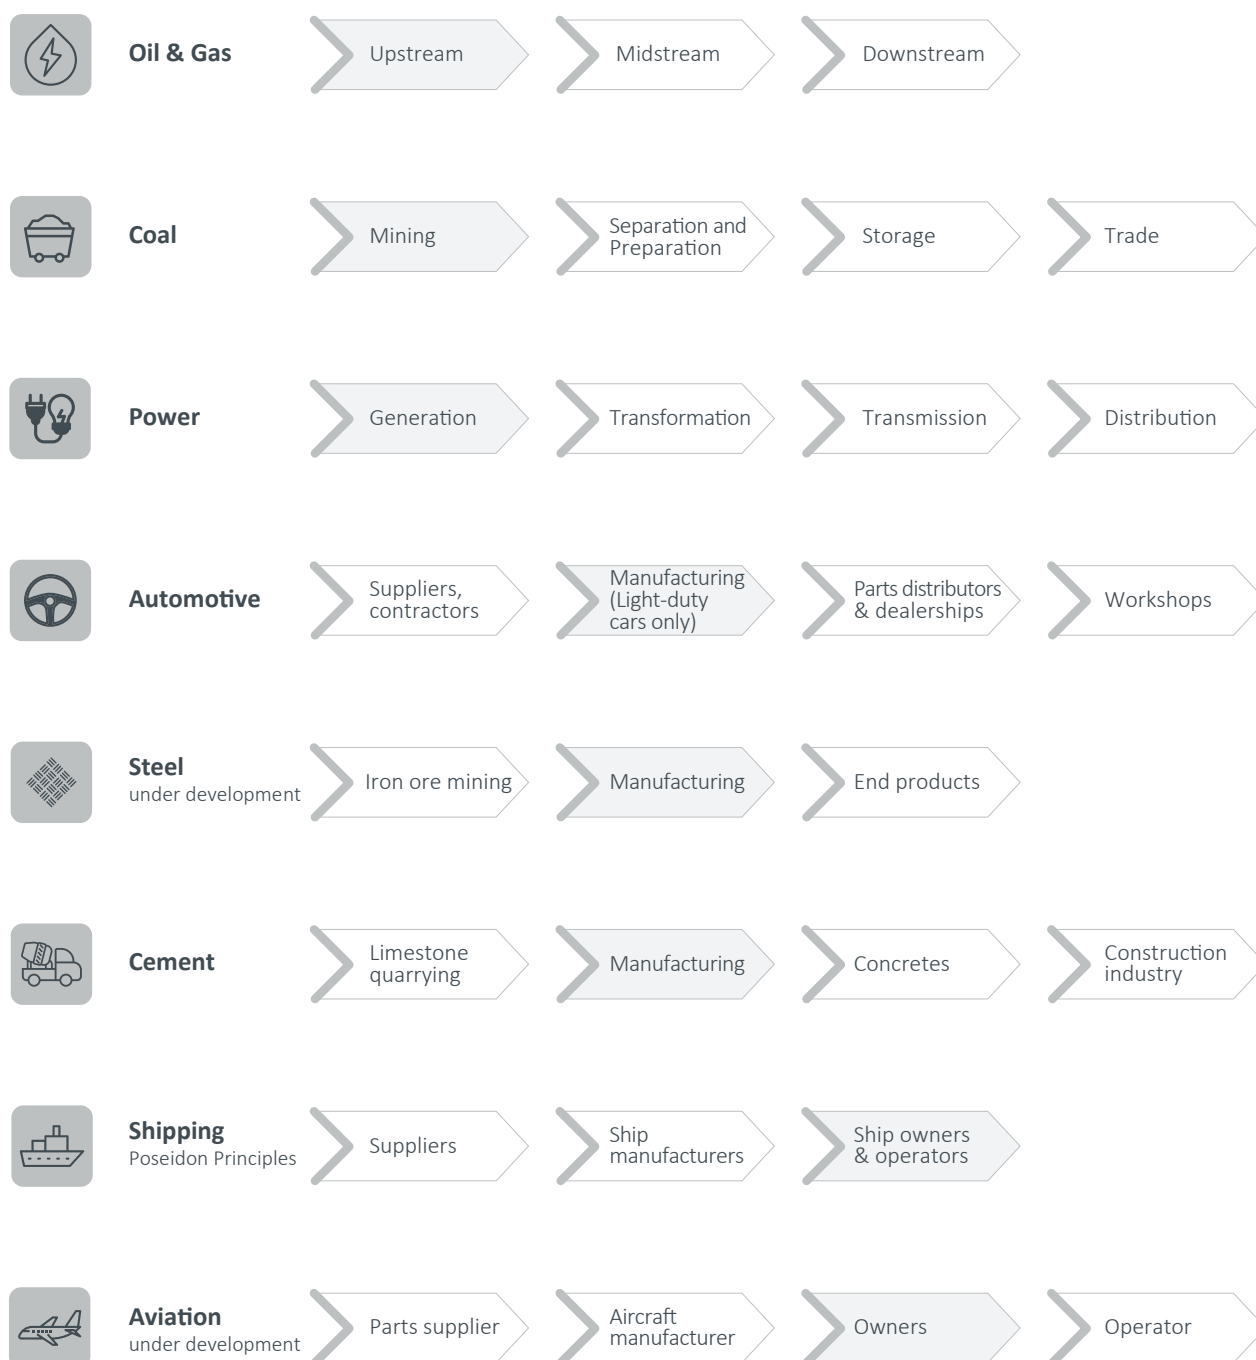 Oil & Gas
Upstream
Midstream
Downstream
Coal
Mining
Separation and
Preparation
Storage
Trade
Power
Generation
Transformation
Transmission
Distribution
Automotive
Suppliers,
contractors
Manufacturing
(Light-duty
cars only)
Parts distributors
& dealerships
Workshops
Steel
under development
Iron ore mining
Manufacturing
End products
Cement
Limestone
quarrying
Manufacturing
Concretes
Construction
industry
Shipping
Poseidon Principles
Suppliers
Ship
manufacturers
Ship owners
& operators
Aviation
under development
Parts supplier
Aircraft
manufacturer
Owners
Operator